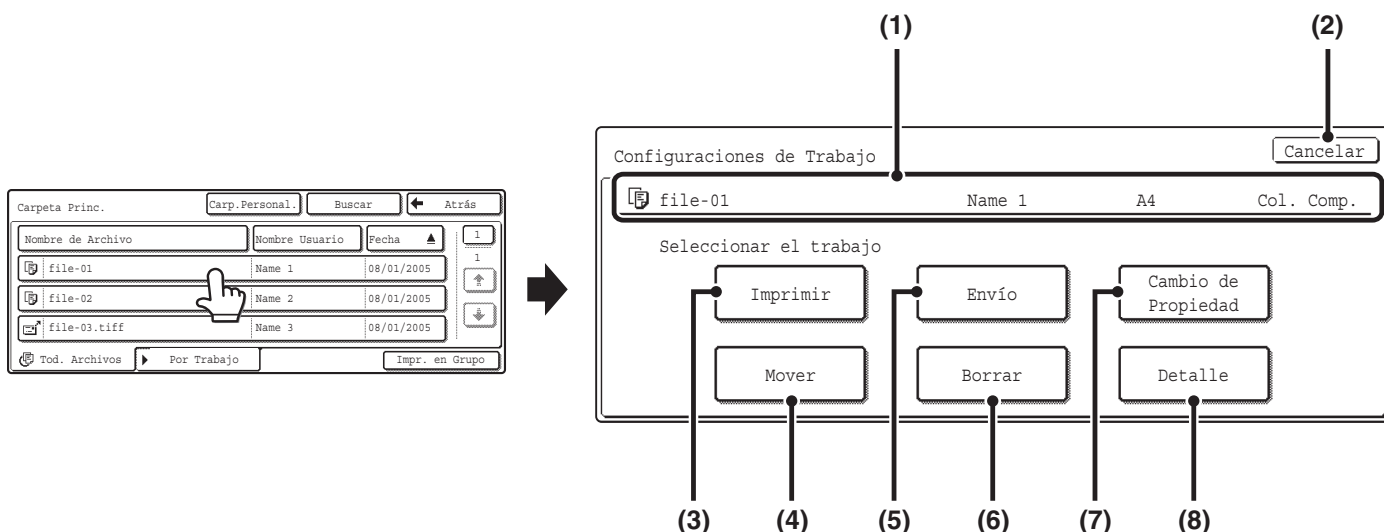 (1) (2)
Configuraciones de Trabajo Cancelar
file-01 Name 1 A4 Col. Comp.
Seleccionar el trabajo
Imprimir Envío Cambio de
Propiedad
Mover Borrar Detalle
(3) (4) (5) (6) (7) (8)
Carpeta Princ. Carp.Personal. Buscar Atrás
Nombre de Archivo Nombre Usuario Fecha 1
1
file-01 Name 1 08/01/2005
file-02 Name 2 08/01/2005
file-03.tiff Name 3 08/01/2005
Tod. Archivos Por Trabajo Impr. en Grupo